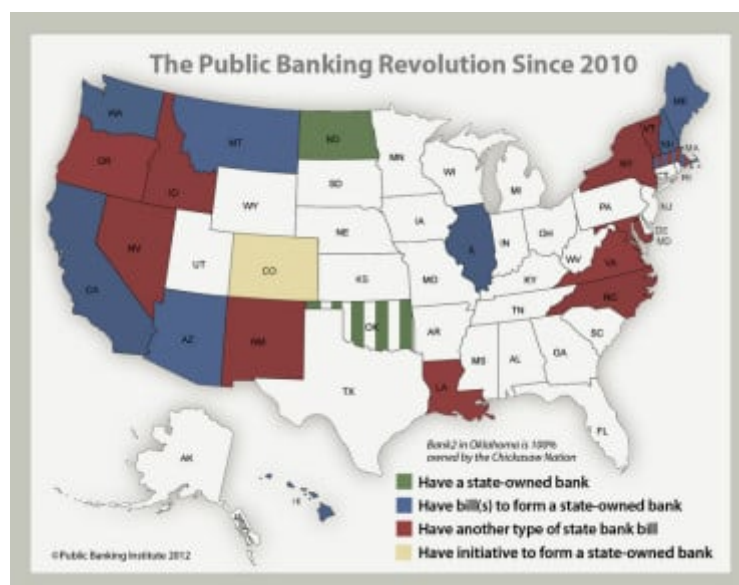 The Public Banking Revolution Since 2010
WA
MT
ND
MN
ME
VT
NH
MA
OR
ID
SD
WI
MI
NY
CT
RI
WY
IA
PA
NJ
NV
NE
IN
OH
DE
MD
UT
CO
KS
MO
WV
VA
CA
KY
NC
AZ
NM
OK
AR
TN
SC
MS
AL
GA
TX
LA
FL
AK
HI
Bank2 in Oklahoma is 100%
owned by the Chickasaw Nation
Have a state-owned bank
Have bill(s) to form a state-owned bank
Have another type of state bank bill
Have initiative to form a state-owned bank
©Public Banking Institute 2012